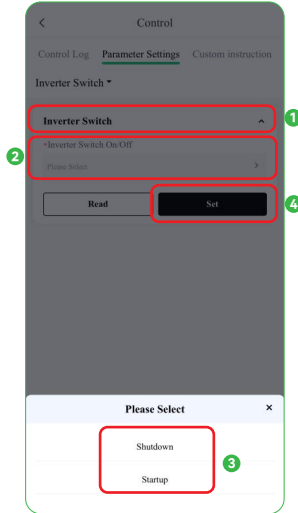 Control
Control Log Parameter Settings Custom instruction
Inverter Switch
Inverter Switch
1
*Inverter Switch On/Off
2
Please Select
Read Set
4
Please Select ×
Shutdown
3
Startup